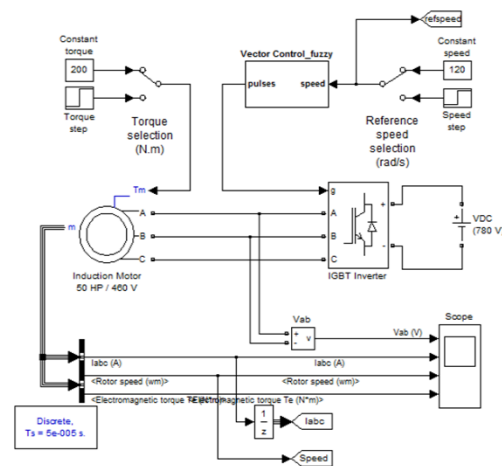 refspeed
Constant
torque
Vector Control_fuzzy
Constant
speed
200
pulses
speed
120
Torque
step
Torque
selection
(N.m)
Reference
speed
selection
(rad/s)
Speed
step
Tm
g
m
A
A
+
B
B
VDC
(780 V)
C
C
-
Induction Motor
50 HP / 460 V
IGBT Inverter
Vab
Scope
+
-
v
Vab (V)
Iabc (A)
Iabc (A)
<Rotor speed (wm)>
<Rotor speed (wm)>
<Electromagnetic torque Te (N*m)>
<Electromagnetic torque Te (N*m)>
Discrete,
Ts = 5e-005 s.
1
z
Iabc
Speed